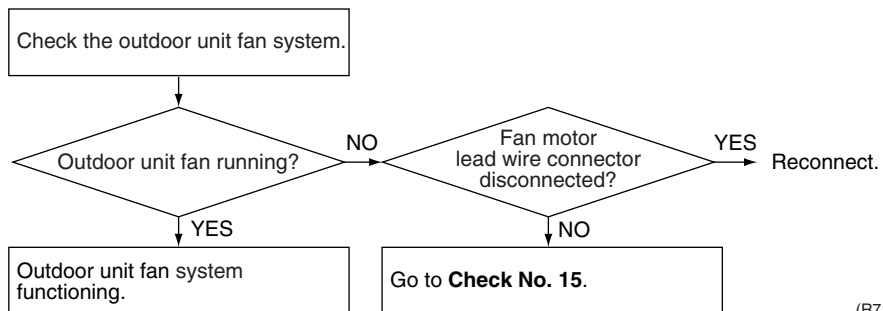 Check the outdoor unit fan system.
Outdoor unit fan running?
NO
Fan motor
lead wire connector
disconnected?
YES
Reconnect.
YES
NO
Outdoor unit fan system
functioning.
Go to Check No. 15.
(R7